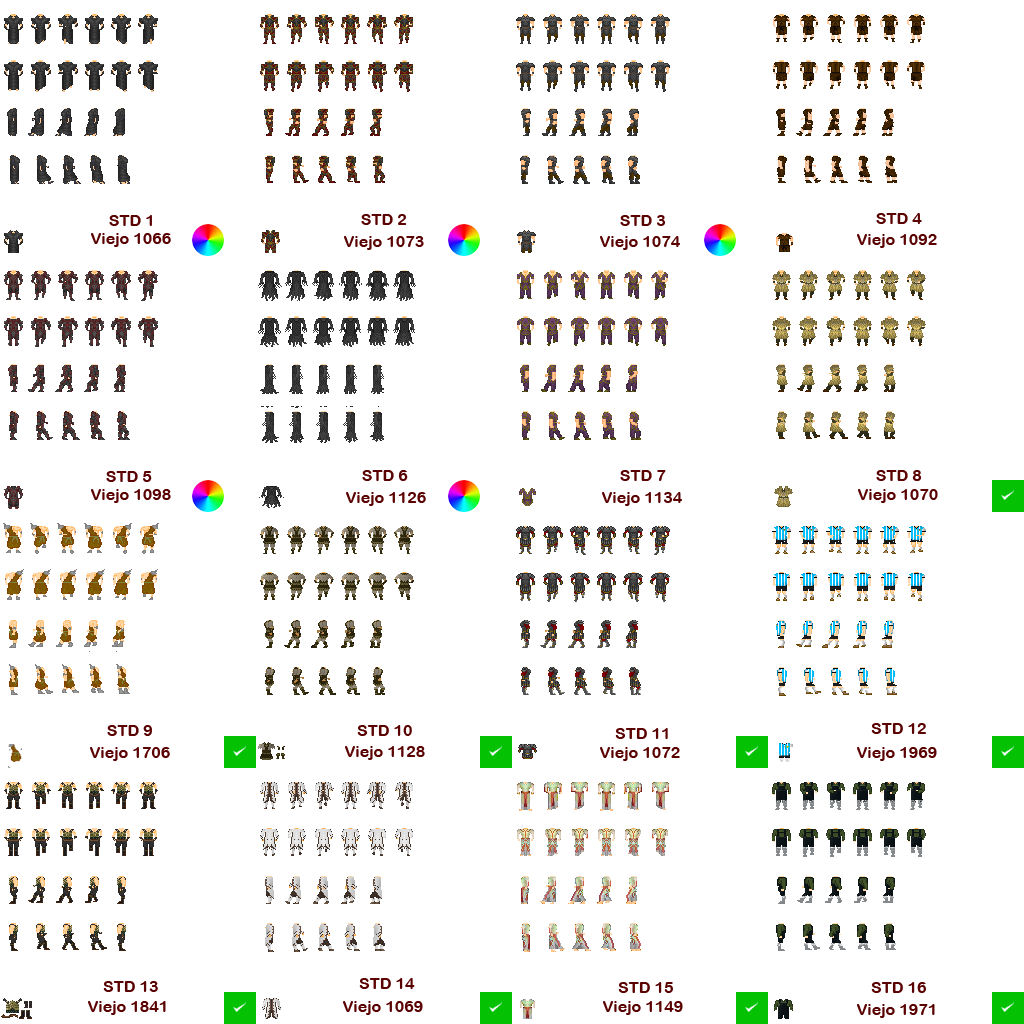 STD 1
Viejo 1066
STD 2
Viejo 1073
STD 3
Viejo 1074
STD 4
Viejo 1092
STD 5
Viejo 1098
STD 6
Viejo 1126
STD 7
Viejo 1134
STD 8
Viejo 1070
STD 9
Viejo 1706
STD 10
Viejo 1128
STD 11
Viejo 1072
STD 12
Viejo 1969
STD 13
Viejo 1841
STD 14
Viejo 1069
STD 15
Viejo 1149
STD 16
Viejo 1971